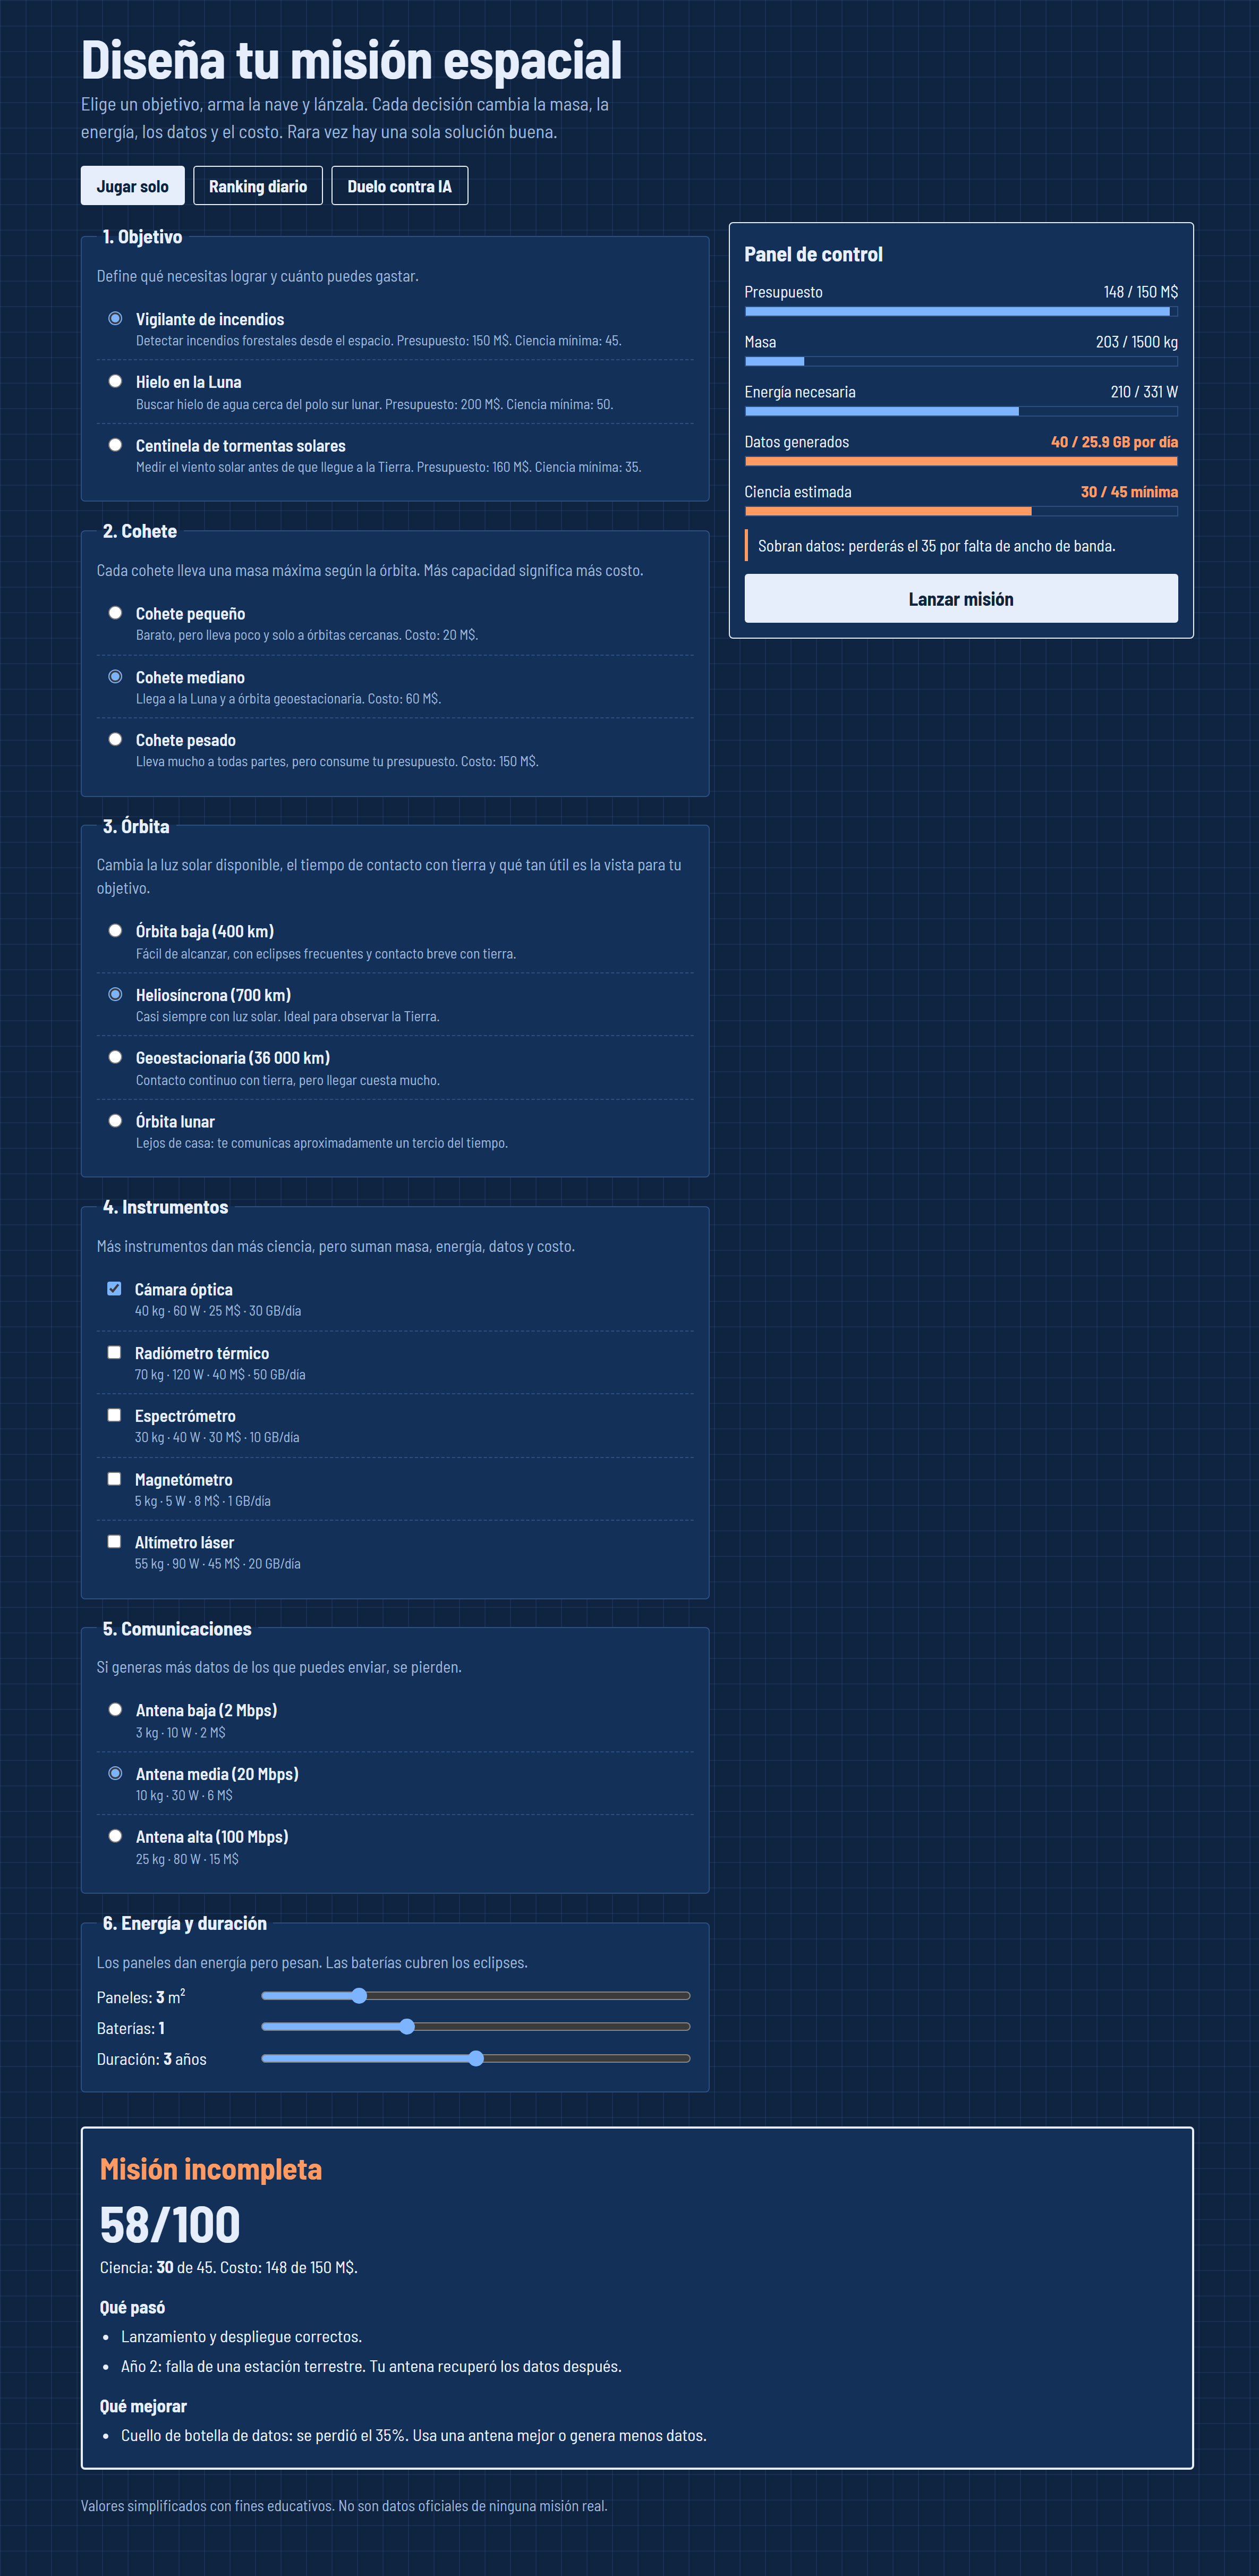 Diseña tu misión espacial
Elige un objetivo, arma la nave y lánzala. Cada decisión cambia la masa, la
energía, los datos y el costo. Rara vez hay una sola solución buena.
Jugar solo
Ranking diario
Duelo contra IA
1. Objetivo
Define qué necesitas lograr y cuánto puedes gastar.
Vigilante de incendios
Detectar incendios forestales desde el espacio. Presupuesto: 150 M$. Ciencia mínima: 45.
Hielo en la Luna
Buscar hielo de agua cerca del polo sur lunar. Presupuesto: 200 M$. Ciencia mínima: 50.
Centinela de tormentas solares
Medir el viento solar antes de que llegue a la Tierra. Presupuesto: 160 M$. Ciencia mínima: 35.
2. Cohete
Cada cohete lleva una masa máxima según la órbita. Más capacidad significa más costo.
Cohete pequeño
Barato, pero lleva poco y solo a órbitas cercanas. Costo: 20 M$.
Cohete mediano
Llega a la Luna y a órbita geoestacionaria. Costo: 60 M$.
Cohete pesado
Lleva mucho a todas partes, pero consume tu presupuesto. Costo: 150 M$.
3. Órbita
Cambia la luz solar disponible, el tiempo de contacto con tierra y qué tan útil es la vista para tu
objetivo.
Órbita baja (400 km)
Fácil de alcanzar, con eclipses frecuentes y contacto breve con tierra.
Heliosíncrona (700 km)
Casi siempre con luz solar. Ideal para observar la Tierra.
Geoestacionaria (36 000 km)
Contacto continuo con tierra, pero llegar cuesta mucho.
Órbita lunar
Lejos de casa: te comunicas aproximadamente un tercio del tiempo.
4. Instrumentos
Más instrumentos dan más ciencia, pero suman masa, energía, datos y costo.
Cámara óptica
40 kg · 60 W · 25 M$ · 30 GB/día
Radiómetro térmico
70 kg · 120 W · 40 M$ · 50 GB/día
Espectrómetro
30 kg · 40 W · 30 M$ · 10 GB/día
Magnetómetro
5 kg · 5 W · 8 M$ · 1 GB/día
Altímetro láser
55 kg · 90 W · 45 M$ · 20 GB/día
5. Comunicaciones
Si generas más datos de los que puedes enviar, se pierden.
Antena baja (2 Mbps)
3 kg · 10 W · 2 M$
Antena media (20 Mbps)
10 kg · 30 W · 6 M$
Antena alta (100 Mbps)
25 kg · 80 W · 15 M$
6. Energía y duración
Los paneles dan energía pero pesan. Las baterías cubren los eclipses.
Paneles: 3 m²
Baterías: 1
Duración: 3 años
Panel de control
Presupuesto 148 / 150 M$
Masa 203 / 1500 kg
Energía necesaria 210 / 331 W
Datos generados 40 / 25.9 GB por día
Ciencia estimada 30 / 45 mínima
Sobran datos: perderás el 35 por falta de ancho de banda.
Lanzar misión
Misión incompleta
58/100
Ciencia: 30 de 45. Costo: 148 de 150 M$.
Qué pasó
• Lanzamiento y despliegue correctos.
• Año 2: falla de una estación terrestre. Tu antena recuperó los datos después.
Qué mejorar
• Cuello de botella de datos: se perdió el 35%. Usa una antena mejor o genera menos datos.
Valores simplificados con fines educativos. No son datos oficiales de ninguna misión real.